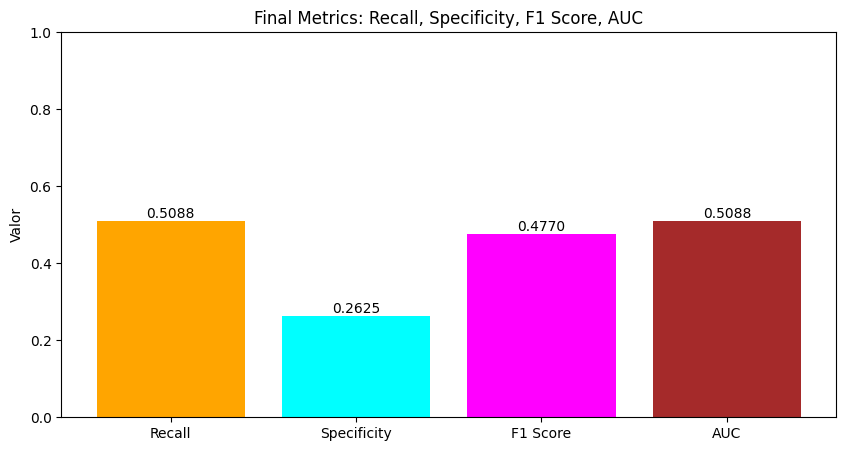 Final Metrics: Recall, Specificity, F1 Score, AUC
Valor
1.0
0.8
0.6
0.4
0.2
0.0
0.5088
0.2625
0.4770
0.5088
Recall
Specificity
F1 Score
AUC